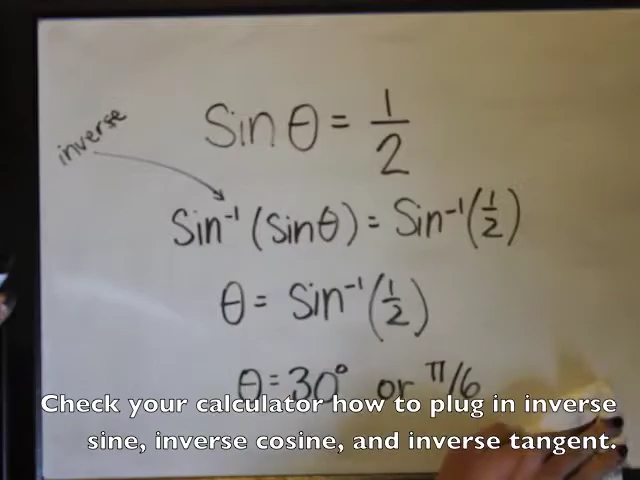 Sin θ = 1/2
inverse
Sin⁻¹ (sinθ) = Sin⁻¹(1/2)
θ = Sin⁻¹(1/2)
θ = 30° or π/6
Check your calculator how to plug in inverse
sine, inverse cosine, and inverse tangent.